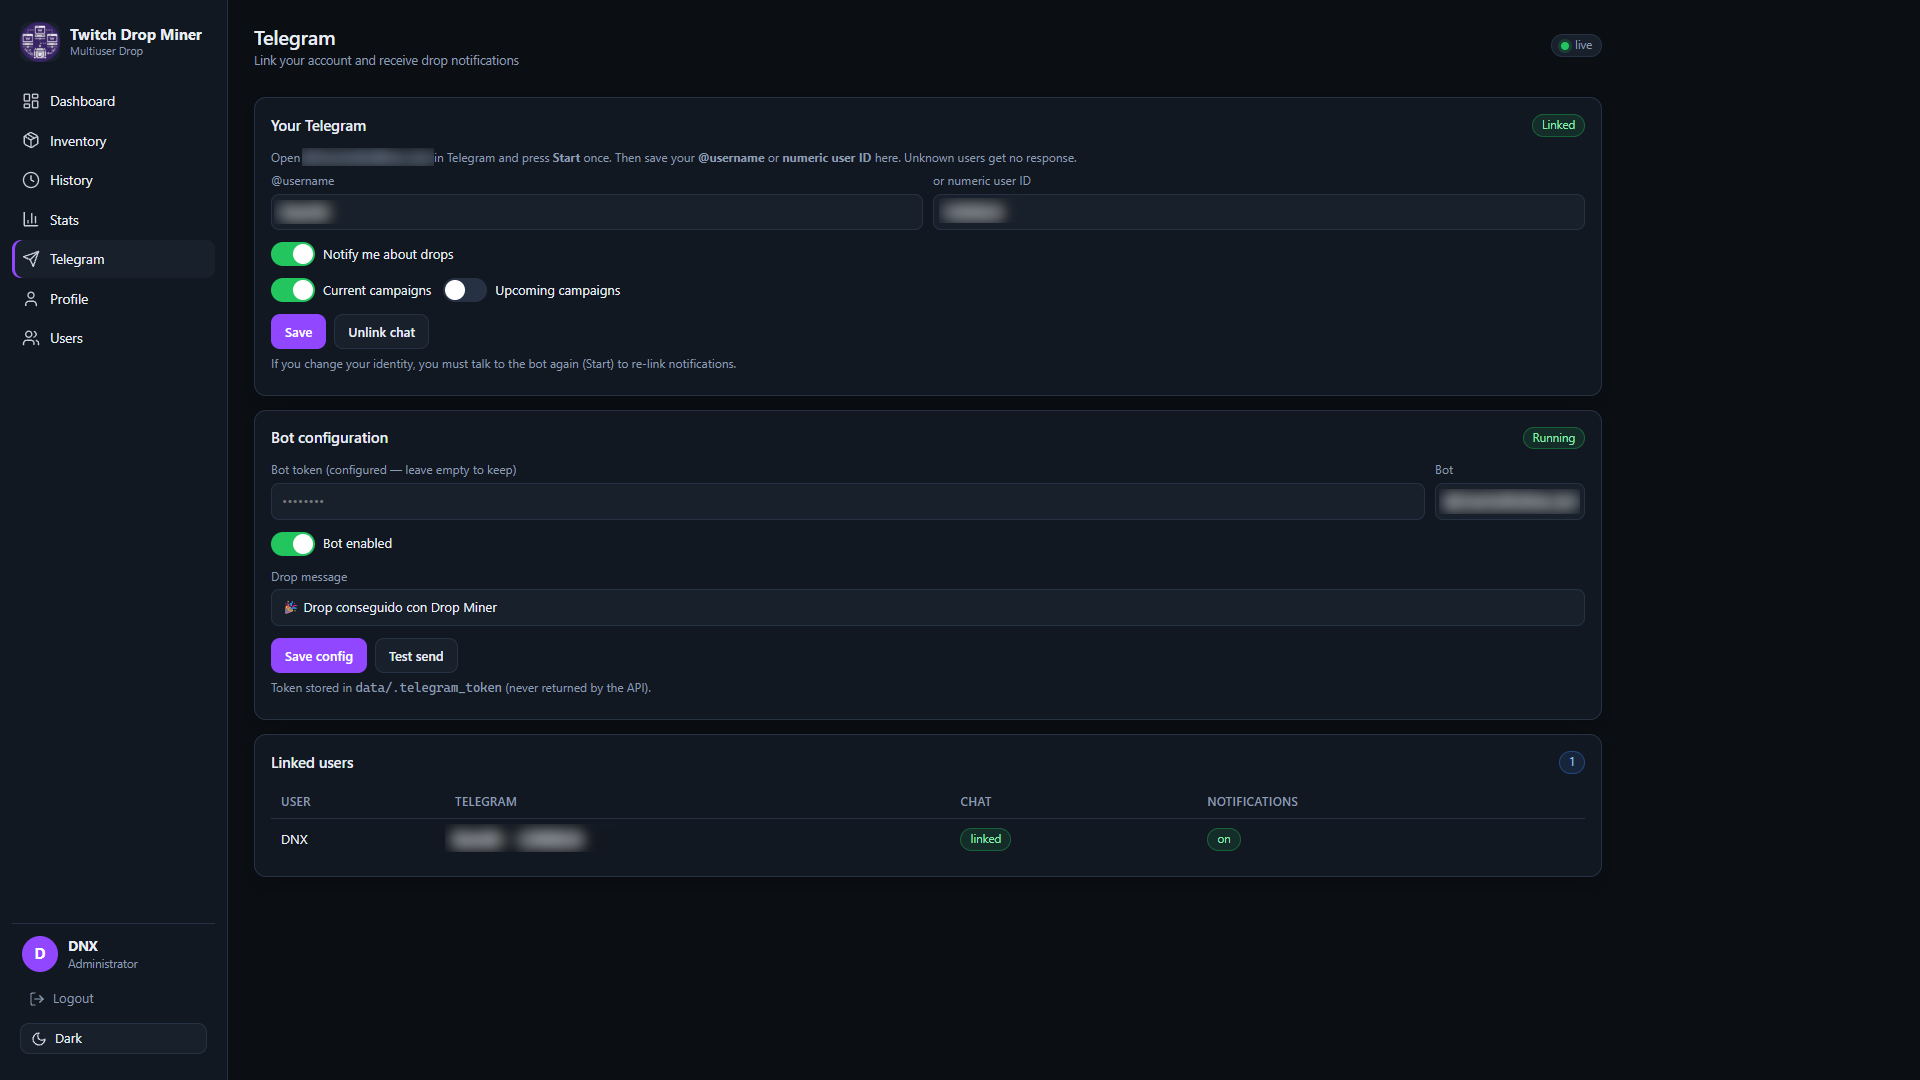 Twitch Drop Miner
Multiuser Drop
Dashboard
Inventory
History
Stats
Telegram
Profile
Users
DNX
Administrator
Logout
Dark
Telegram
Link your account and receive drop notifications
live
Your Telegram
Linked
Open in Telegram and press Start once. Then save your @username or numeric user ID here. Unknown users get no response.
@username
or numeric user ID
Notify me about drops
Current campaigns
Upcoming campaigns
Save
Unlink chat
If you change your identity, you must talk to the bot again (Start) to re-link notifications.
Bot configuration
Running
Bot token (configured — leave empty to keep)
Bot
••••••••
Bot enabled
Drop message
🎉 Drop conseguido con Drop Miner
Save config
Test send
Token stored in data/.telegram_token (never returned by the API).
Linked users
1
USER TELEGRAM CHAT NOTIFICATIONS
DNX linked on
D